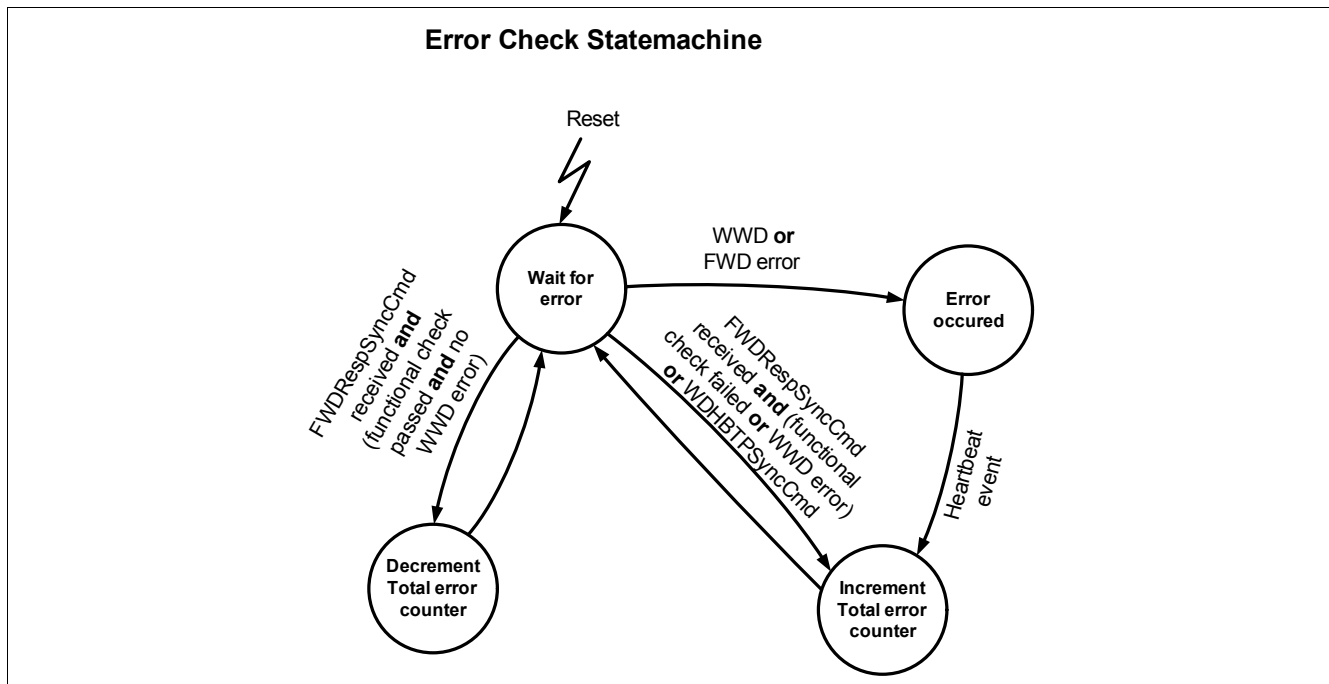 Error Check Statemachine
Reset
WWD or
FWD error
Wait for
error
Error
occured
FWDRespSyncCmd
received and
(functional check
passed and no
WWD error)
FWDRespSyncCmd
received and (functional
check failed or WWD error)
or WDHBTPSyncCmd
Heartbeat
event
Decrement
Total error
counter
Increment
Total error
counter